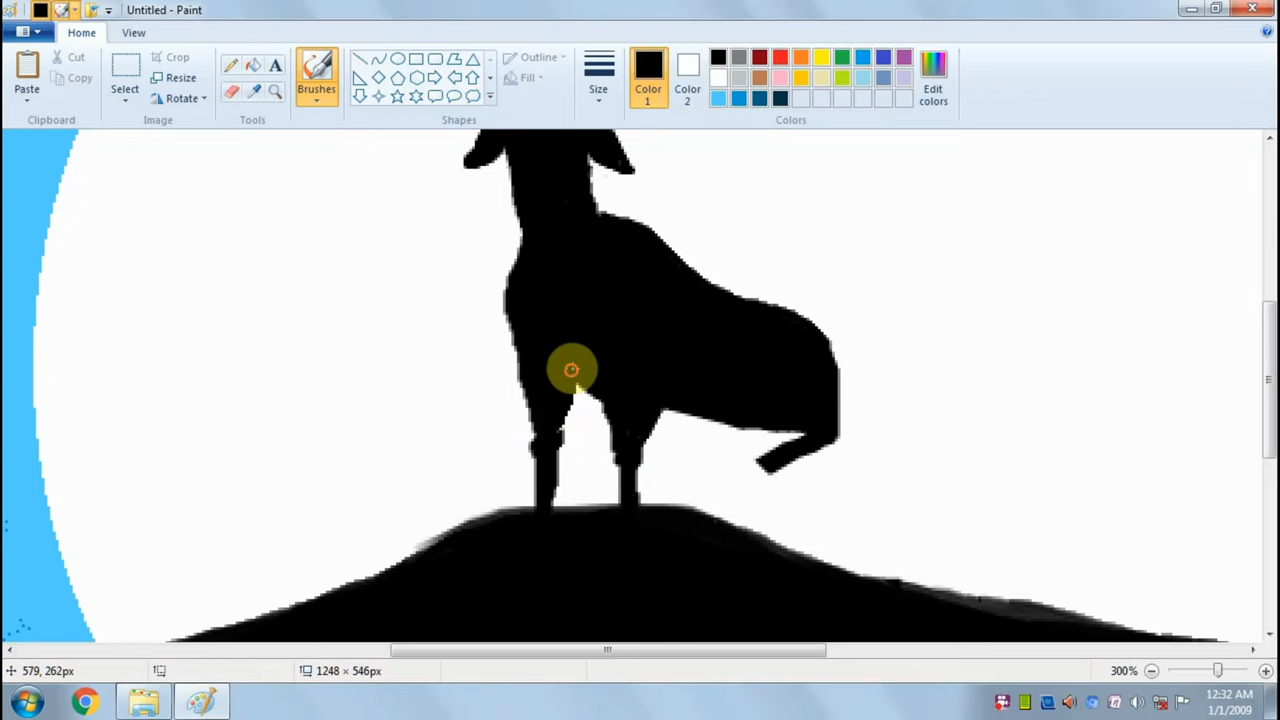 Untitled - Paint
Home View
Paste
Cut
Copy
Clipboard
Select
Crop
Resize
Rotate
Image
A
Tools
Brushes
Shapes
Outline
Fill
Size
Color 1
Color 2
Edit colors
Colors
579, 262px
1248 × 546px
300%
12:32 AM
1/1/2009